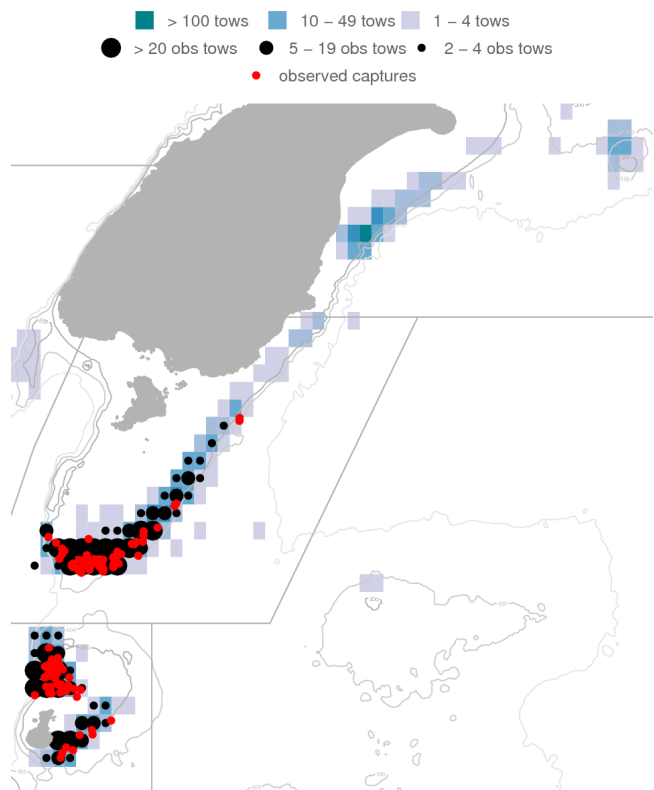 > 100 tows 10 – 49 tows 1 – 4 tows
> 20 obs tows 5 – 19 obs tows 2 – 4 obs tows
observed captures